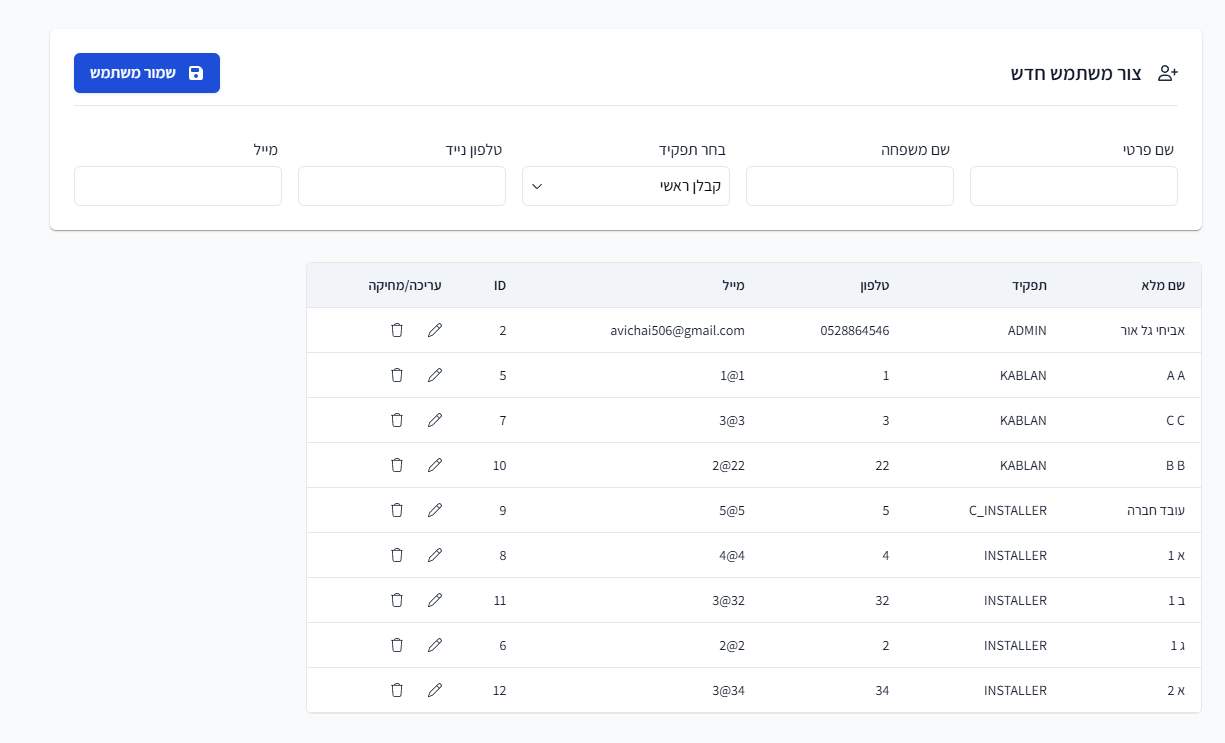 צור משתמש חדש
שמור משתמש
שם פרטי שם משפחה בחר תפקיד טלפון נייד מייל
קבלן ראשי
שם מלא תפקיד טלפון מייל ID עריכה/מחיקה
אביחי גל אור ADMIN 0528864546 avichai506@gmail.com 2
A A KABLAN 1 1@1 5
C C KABLAN 3 3@3 7
B B KABLAN 22 2@22 10
עובד חברה C_INSTALLER 5 5@5 9
א 1 INSTALLER 4 4@4 8
ב 1 INSTALLER 32 3@32 11
ג 1 INSTALLER 2 2@2 6
א 2 INSTALLER 34 3@34 12